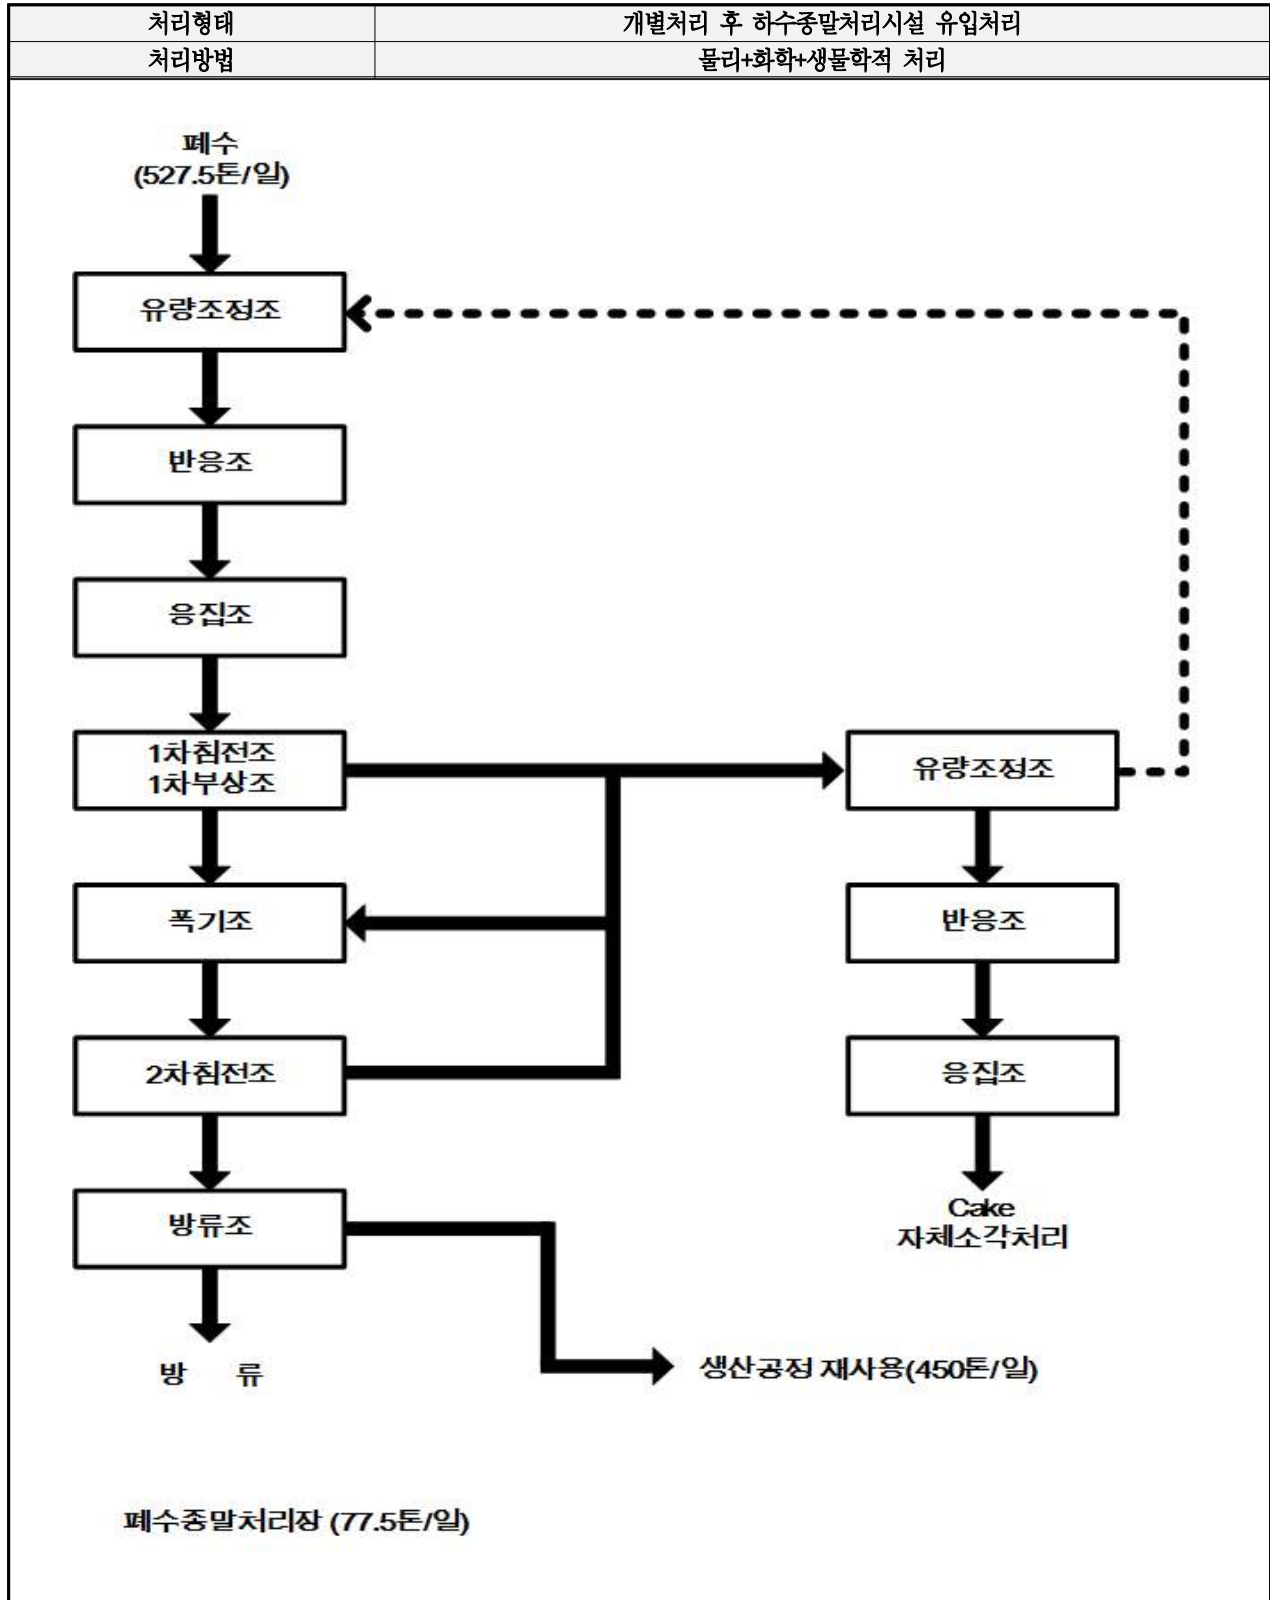 처리형태 개별처리 후 하수종말처리시설 유입처리
처리방법 물리+화학+생물학적 처리
폐수
(527.5톤/일)
유량조정조
반응조
응집조
1차침전조
1차부상조
유량조정조
폭기조
반응조
2차침전조
응집조
방류조
Cake
자체소각처리
방 류
생산공정 재사용(450톤/일)
폐수종말처리장 (77.5톤/일)